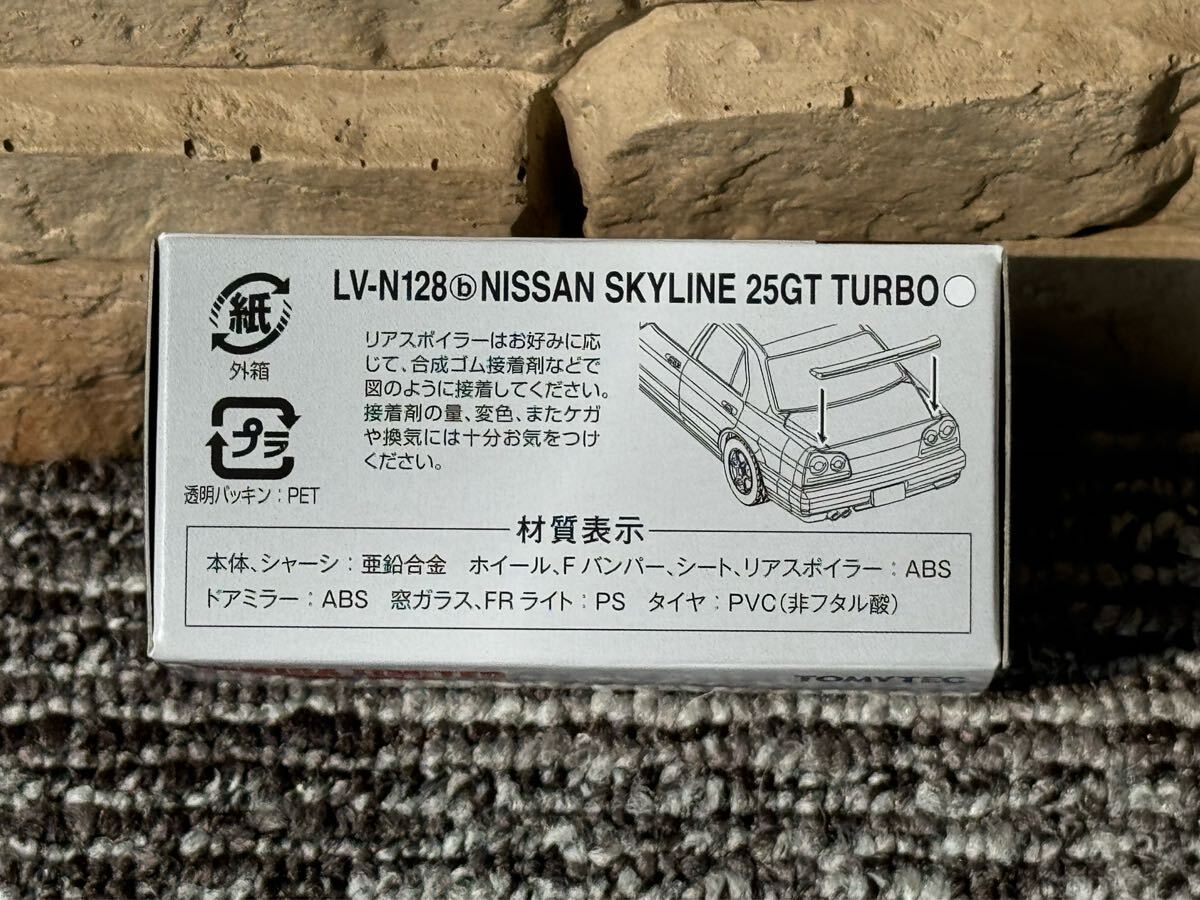 LV-N128ⓑNISSAN SKYLINE 25GT TURBO
紙
外箱
プラ
透明パッキン：PET
リアスポイラーはお好みに応
じて、合成ゴム接着剤などで
図のように接着してください。
接着剤の量、変色、またケガ
や換気には十分お気をつけ
ください。
材質表示
本体、シャーシ：亜鉛合金 ホイール、Fバンパー、シート、リアスポイラー：ABS
ドアミラー：ABS 窓ガラス、FRライト：PS タイヤ：PVC（非フタル酸）
TOMYTEC